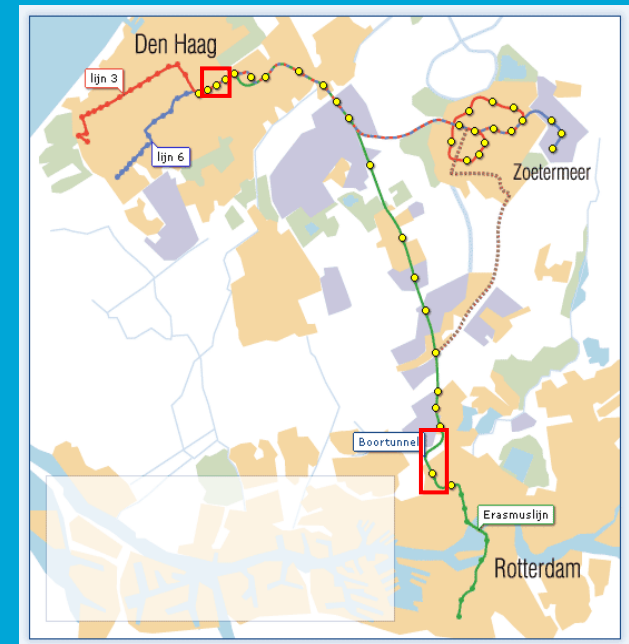 Den Haag
lijn 3
lijn 6
Zoetermeer
Boortunnel
Erasmuslijn
Rotterdam